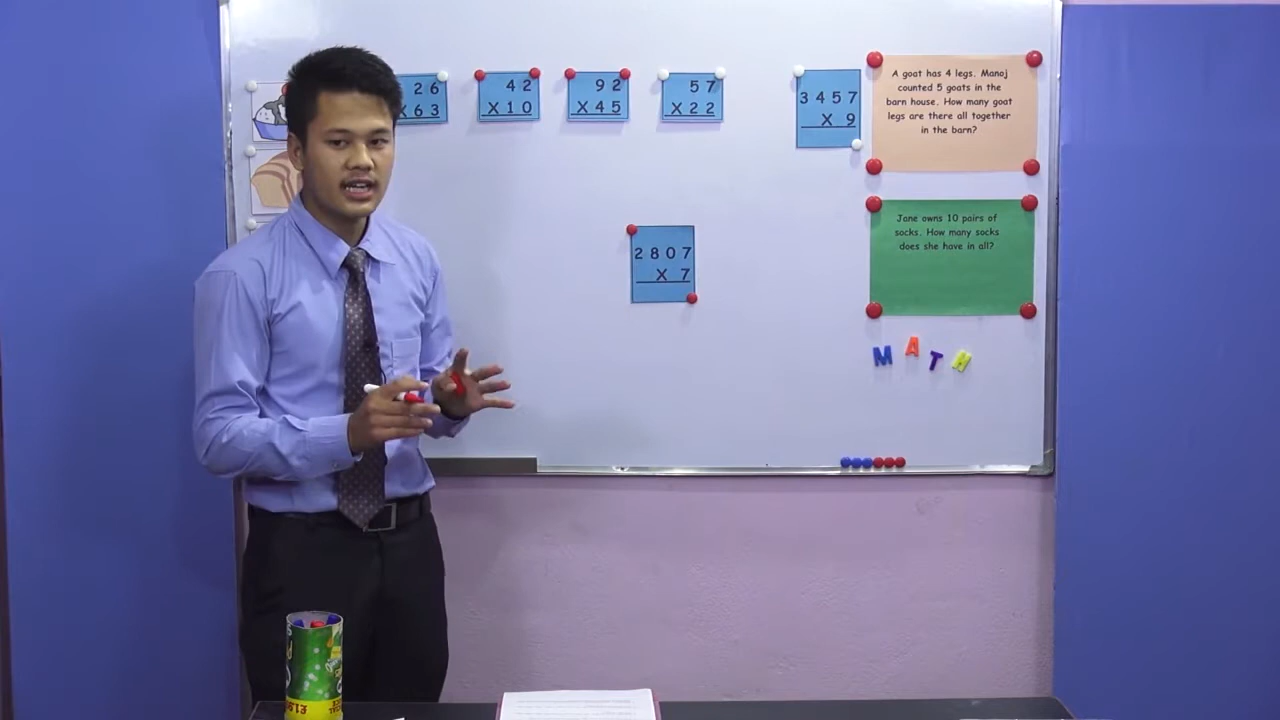 26
X63
42
X10
92
X45
57
X22
3457
X 9
A goat has 4 legs. Manoj
counted 5 goats in the
barn house. How many goat
legs are there all together
in the barn?
Jane owns 10 pairs of
socks. How many socks
does she have in all?
2807
X 7
MATH